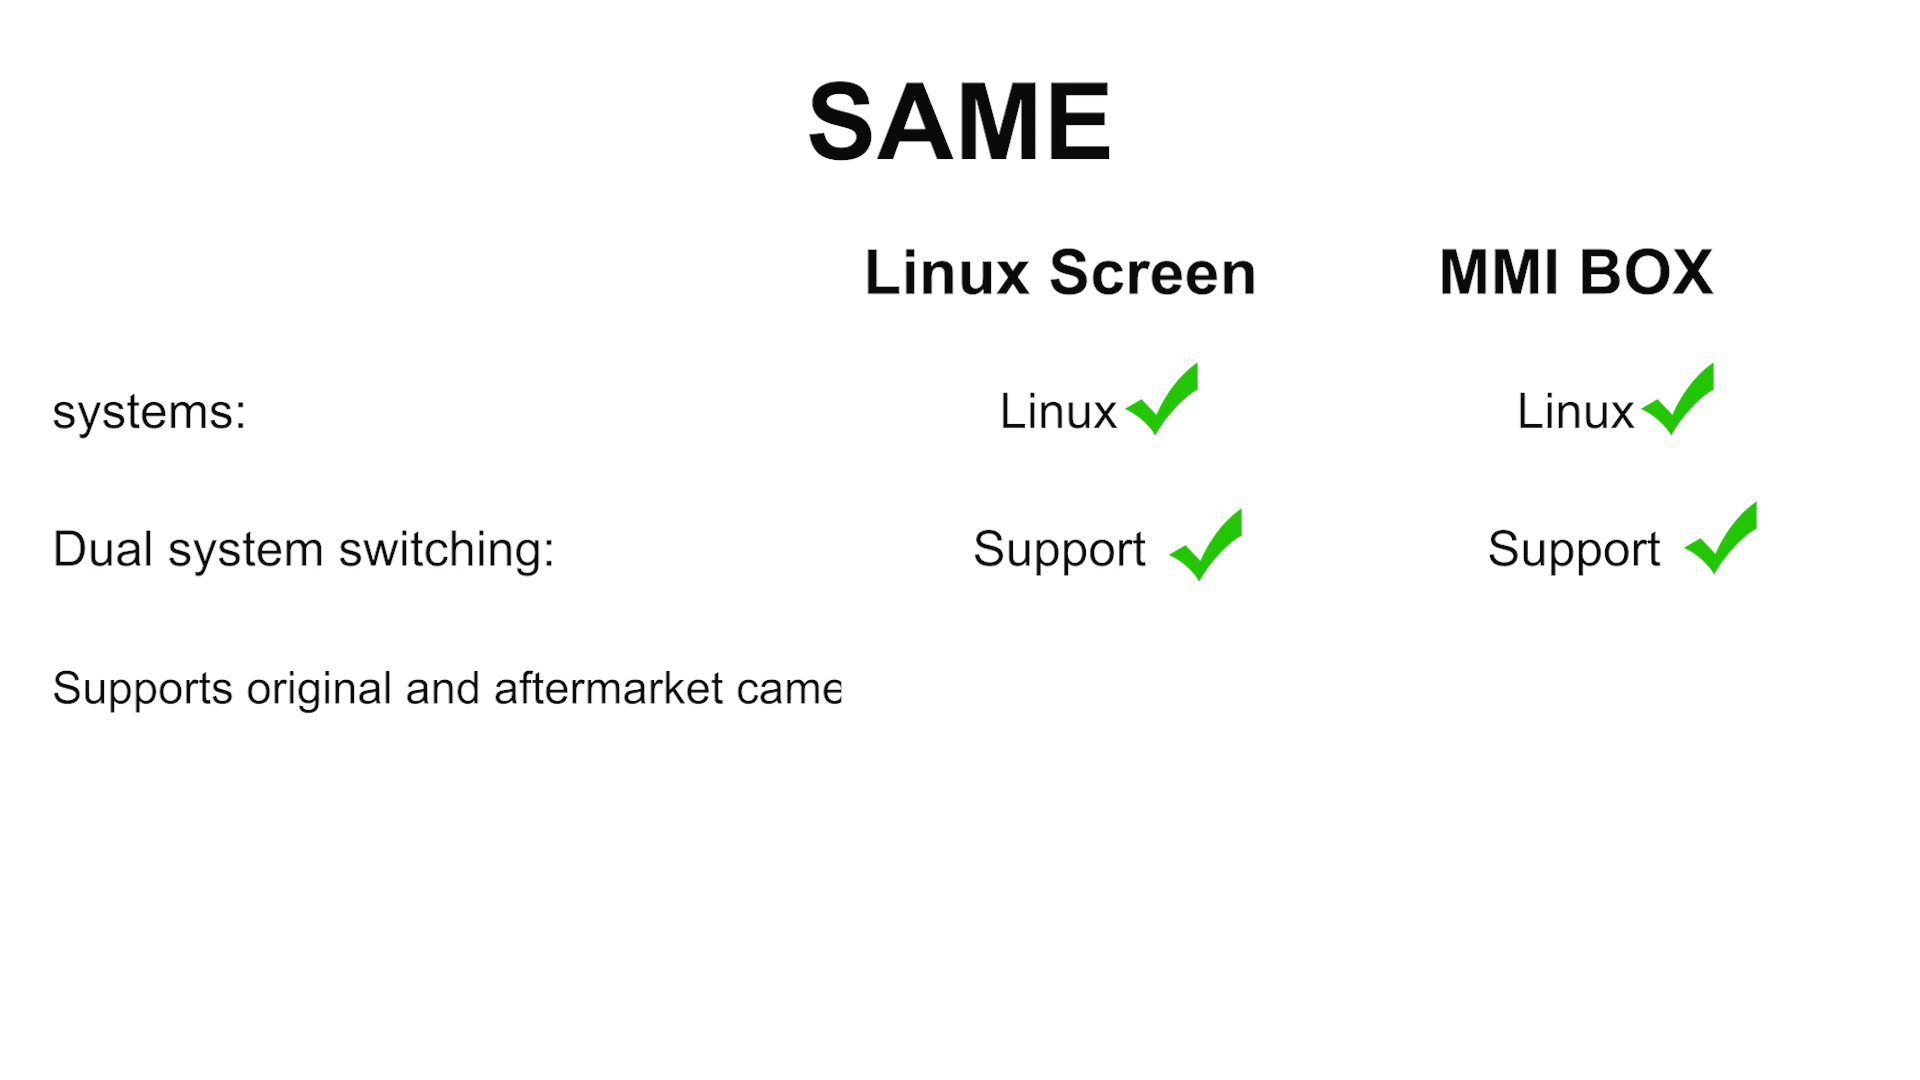 SAME
Linux Screen MMI BOX
systems: Linux Linux
Dual system switching: Support Support
Supports original and aftermarket came